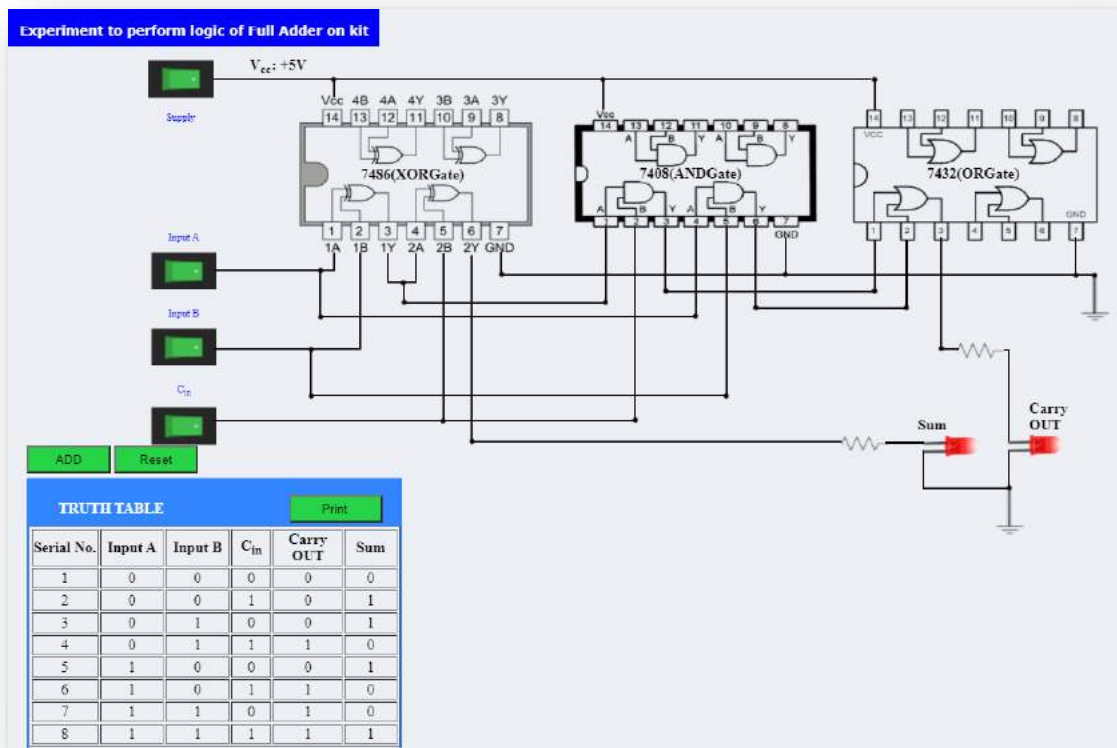 Experiment to perform logic of Full Adder on kit
Vcc: +5V
Supply
Vcc 4B 4A 4Y 3B 3A 3Y
14 13 12 11 10 9 8
7486(XORGate)
1 2 3 4 5 6 7
1A 1B 1Y 2A 2B 2Y GND
Vcc
14 13 12 11 10 9 8
A B Y A B Y
7408(ANDGate)
A B Y A B Y
1 2 3 4 5 6 7
GND
14 13 12 11 10 9 8
VCC
7432(ORGate)
GND
1 2 3 4 5 6 7
Input A
Input B
Cin
Sum
Carry
OUT
ADD Reset
TRUTH TABLE Print
Serial No. Input A Input B Cin Carry OUT Sum
1 0 0 0 0 0
2 0 0 1 0 1
3 0 1 0 0 1
4 0 1 1 1 0
5 1 0 0 0 1
6 1 0 1 1 0
7 1 1 0 1 0
8 1 1 1 1 1